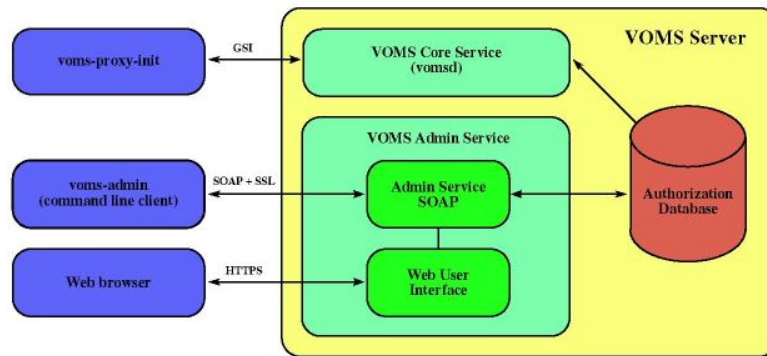 VOMS Server
voms-proxy-init
GSI
VOMS Core Service
(vomsd)
VOMS Admin Service
voms-admin
(command line client)
SOAP + SSL
Admin Service
SOAP
Authorization
Database
Web browser
HTTPS
Web User
Interface